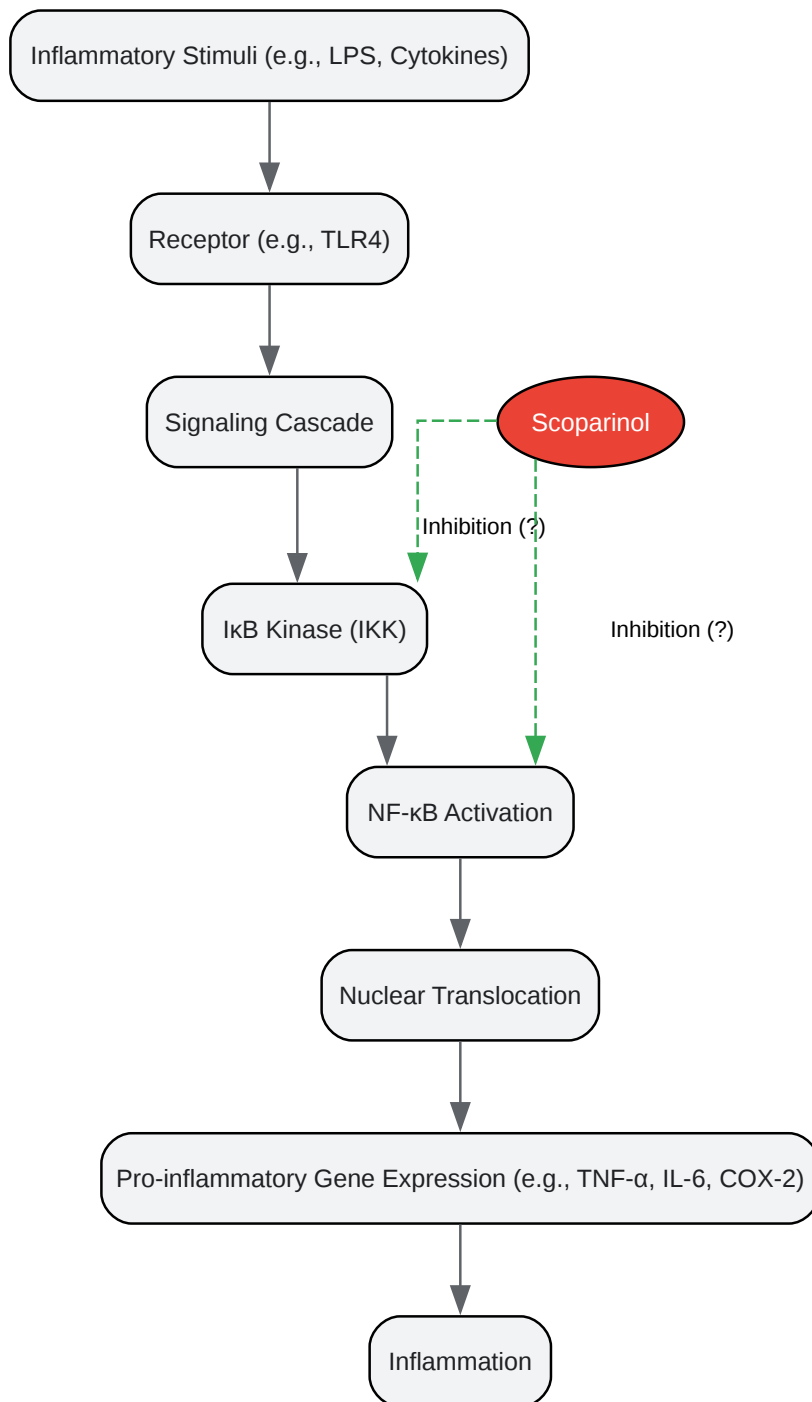 Inflammatory Stimuli (e.g., LPS, Cytokines)
Receptor (e.g., TLR4)
Signaling Cascade
Scoparinol
Inhibition (?)
IκB Kinase (IKK)
Inhibition (?)
NF-κB Activation
Nuclear Translocation
Pro-inflammatory Gene Expression (e.g., TNF-α, IL-6, COX-2)
Inflammation